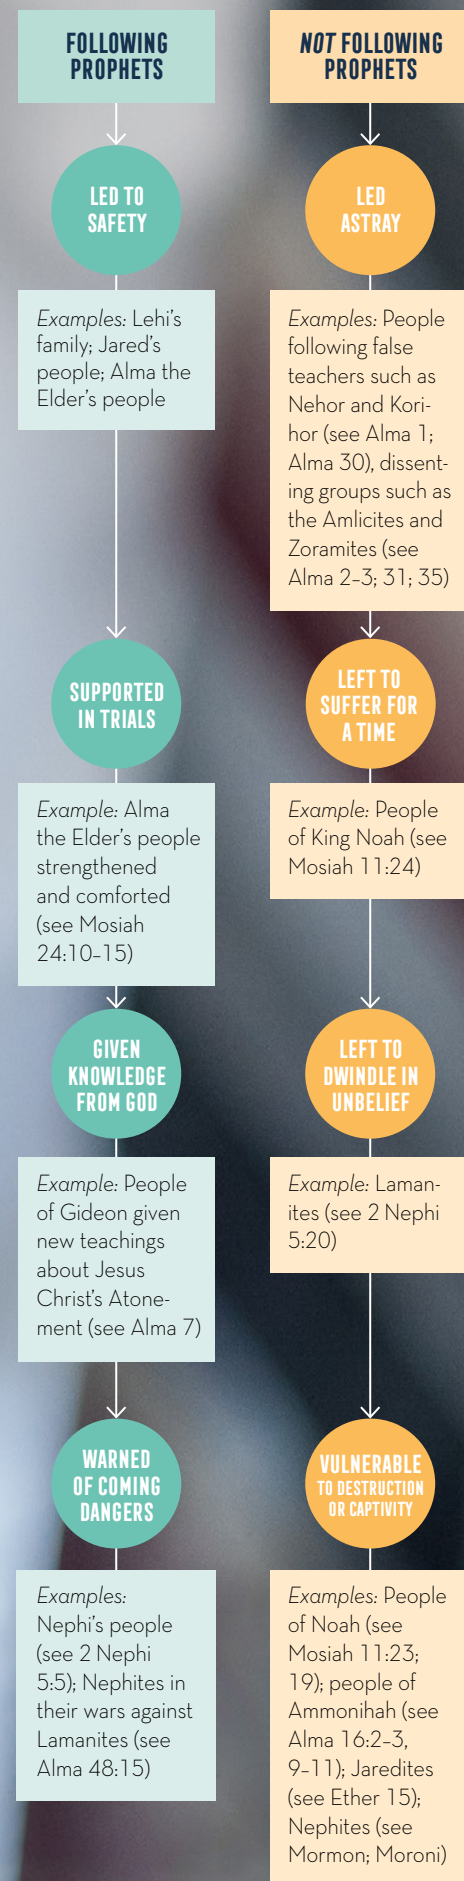 FOLLOWING
PROPHETS
LED TO
SAFETY
Examples: Lehi's
family; Jared's
people; Alma the
Elder's people
SUPPORTED
IN TRIALS
Example: Alma
the Elder's people
strengthened
and comforted
(see Mosiah
24:10–15)
GIVEN
KNOWLEDGE
FROM GOD
Example: People
of Gideon given
new teachings
about Jesus
Christ's Atone-
ment (see Alma 7)
WARNED
OF COMING
DANGERS
Examples:
Nephi's people
(see 2 Nephi
5:5); Nephites in
their wars against
Lamanites (see
Alma 48:15)
NOT FOLLOWING
PROPHETS
LED
ASTRAY
Examples: People
following false
teachers such as
Nehor and Kori-
hor (see Alma 1;
Alma 30), dissent-
ing groups such as
the Amlicites and
Zoramites (see
Alma 2–3; 31; 35)
LEFT TO
SUFFER FOR
A TIME
Example: People
of King Noah (see
Mosiah 11:24)
LEFT TO
DWINDLE IN
UNBELIEF
Example: Laman-
ites (see 2 Nephi
5:20)
VULNERABLE
TO DESTRUCTION
OR CAPTIVITY
Examples: People
of Noah (see
Mosiah 11:23;
19); people of
Ammonihah (see
Alma 16:2–3,
9–11); Jaredites
(see Ether 15);
Nephites (see
Mormon; Moroni)